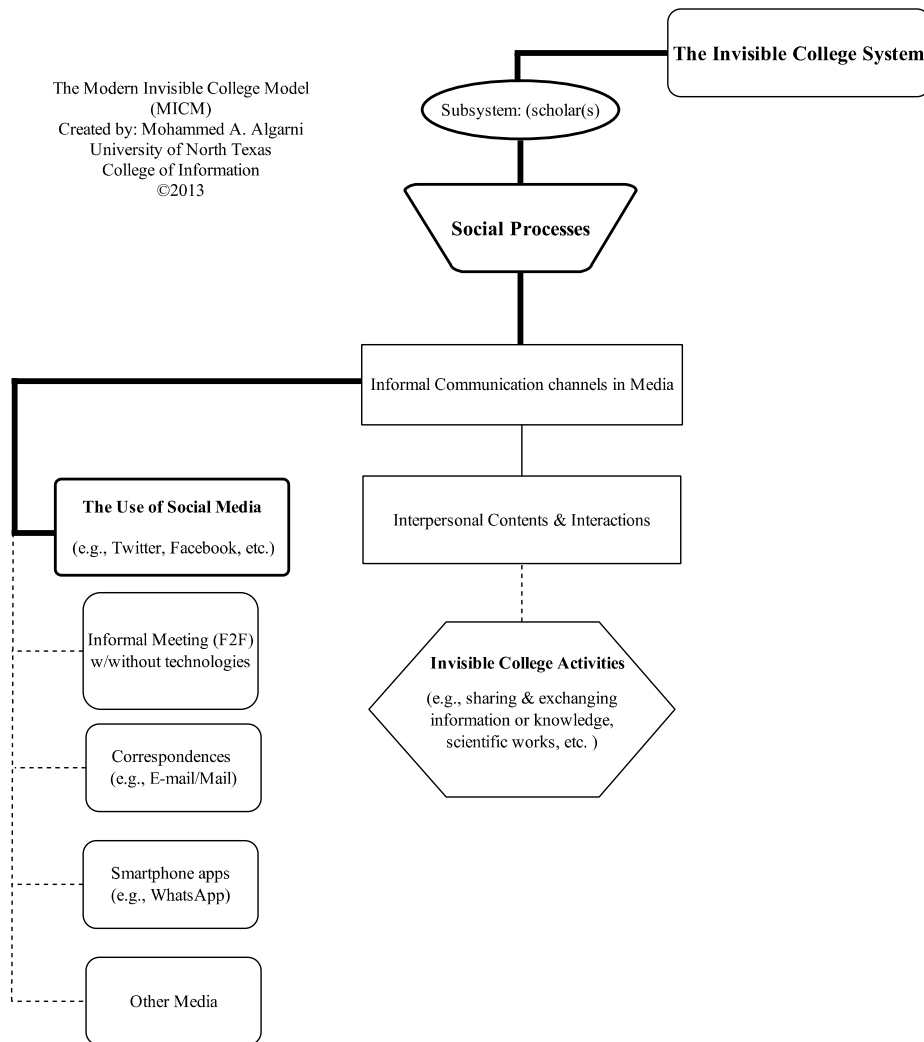 The Invisible College System
The Modern Invisible College Model
(MICM)
Created by: Mohammed A. Algarni
University of North Texas
College of Information
©2013
Subsystem: (scholar(s)
Social Processes
Informal Communication channels in Media
Interpersonal Contents & Interactions
Invisible College Activities
(e.g., sharing & exchanging
information or knowledge,
scientific works, etc. )
The Use of Social Media
(e.g., Twitter, Facebook, etc.)
Informal Meeting (F2F)
w/without technologies
Correspondences
(e.g., E-mail/Mail)
Smartphone apps
(e.g., WhatsApp)
Other Media